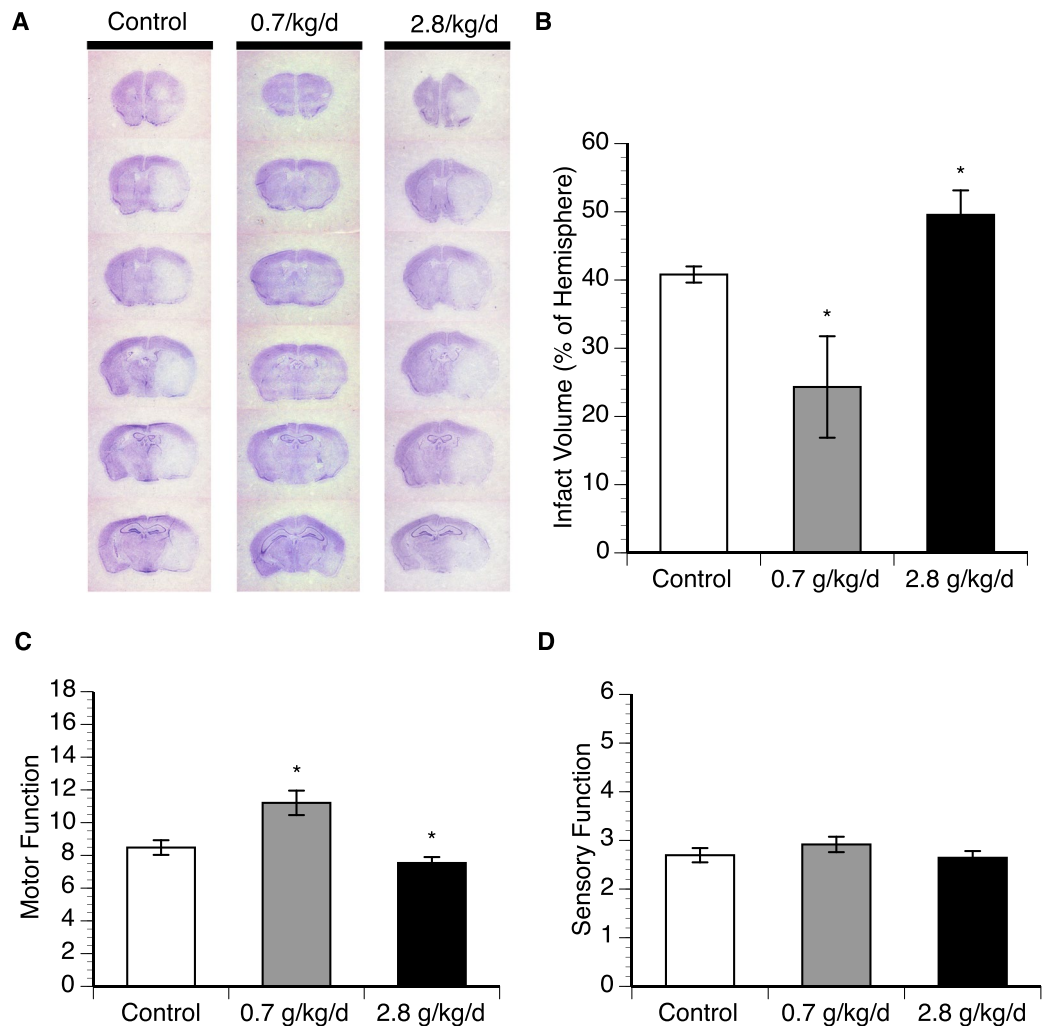 A
Control 0.7/kg/d 2.8/kg/d
B
Infact Volume (% of Hemisphere)
60
50
40
30
20
10
0
*
*
Control 0.7 g/kg/d 2.8 g/kg/d
C
Motor Function
18
16
14
12
10
8
6
4
2
0
*
*
Control 0.7 g/kg/d 2.8 g/kg/d
D
Sensory Function
6
5
4
3
2
1
0
Control 0.7 g/kg/d 2.8 g/kg/d